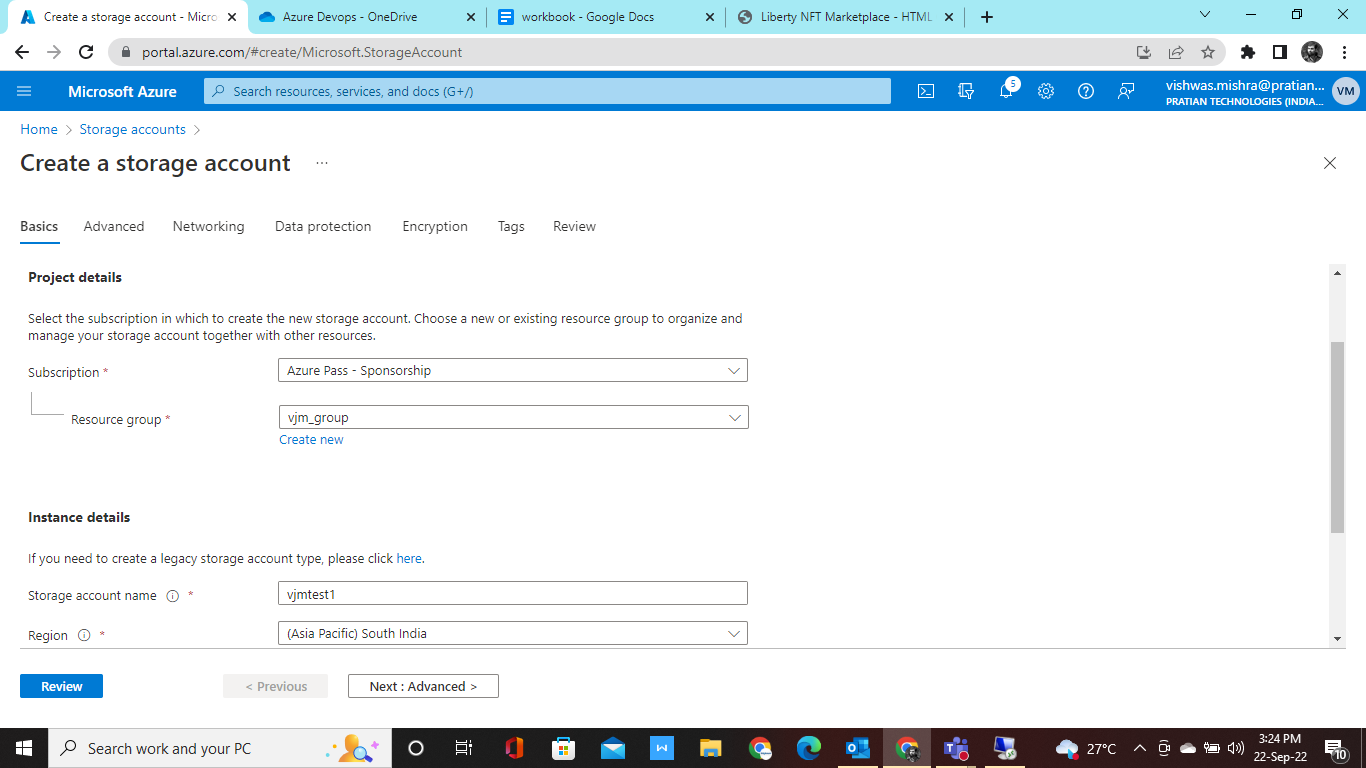 Create a storage account - Micro
Azure Devops - OneDrive
workbook - Google Docs
Liberty NFT Marketplace - HTML
portal.azure.com/#create/Microsoft.StorageAccount
Microsoft Azure
Search resources, services, and docs (G+/)
5
vishwas.mishra@pratian...
PRATIAN TECHNOLOGIES (INDIA...
VM
Home > Storage accounts >
Create a storage account ...
Basics Advanced Networking Data protection Encryption Tags Review
Project details
Select the subscription in which to create the new storage account. Choose a new or existing resource group to organize and
manage your storage account together with other resources.
Subscription * Azure Pass - Sponsorship
Resource group * vjm_group
Create new
Instance details
If you need to create a legacy storage account type, please click here.
Storage account name * vjmtest1
Region * (Asia Pacific) South India
Review < Previous Next : Advanced >
Search work and your PC
27°C
3:24 PM
22-Sep-22
10